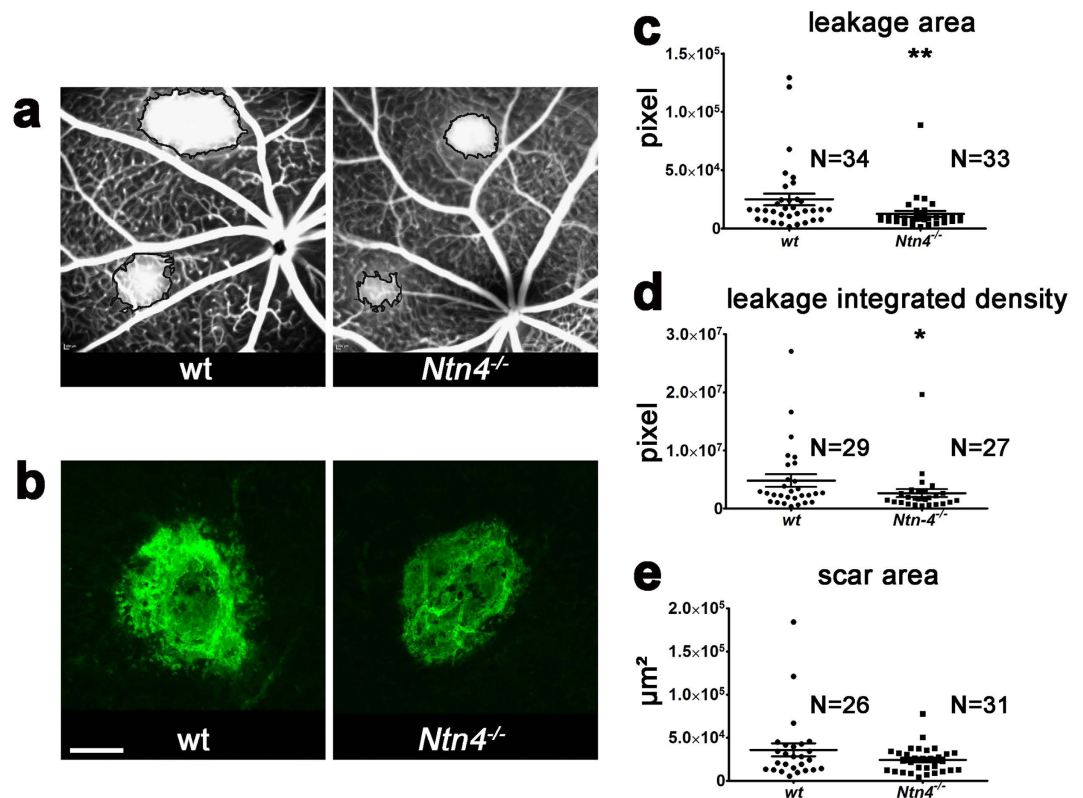 a
wt
Ntn4-/-
b
wt
Ntn4-/-
c
leakage area
**
pixel
1.5×10⁵
1.0×10⁵
5.0×10⁴
0
N=34
N=33
wt
Ntn4-/-
d
leakage integrated density
*
pixel
3.0×10⁷
2.0×10⁷
1.0×10⁷
0
N=29
N=27
wt
Ntn-4-/-
e
scar area
µm²
2.0×10⁵
1.5×10⁵
1.0×10⁵
5.0×10⁴
0
N=26
N=31
wt
Ntn4-/-